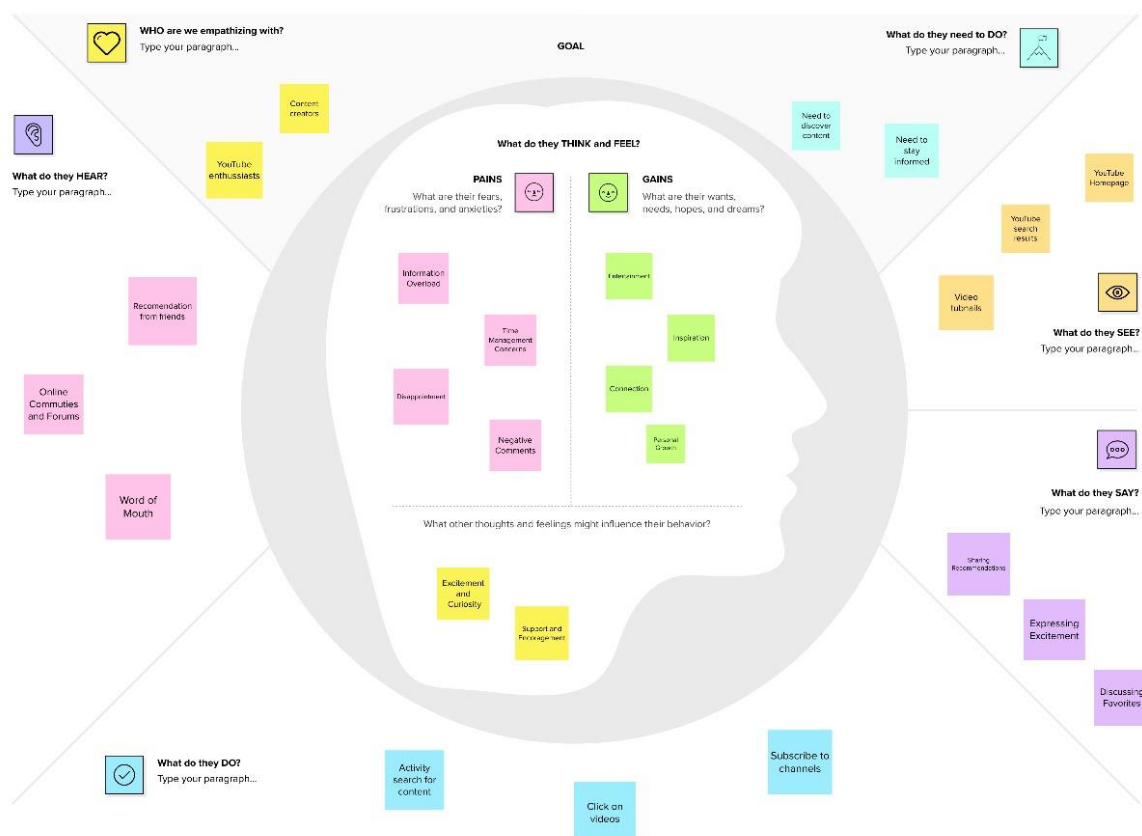 WHO are we empathizing with?
Type your paragraph...
GOAL
What do they need to DO?
Type your paragraph...
Content
creators
YouTube
enthussiasts
Need to
discover
content
Need to
stay
informed
What do they HEAR?
Type your paragraph...
Recomendation
from friends
Online
Commuties
and Forums
Word of
Mouth
What do they THINK and FEEL?
PAINS
What are their fears,
frustrations, and anxieties?
GAINS
What are their wants,
needs, hopes, and dreams?
Information
Overload
Time
Management
Concerns
Disappointment
Negative
Comments
Entertainment
Inspiration
Connection
Personal
Growth
What other thoughts and feelings might influence their behavior?
Excitement
and
Curiosity
Support and
Encoragement
YouTube
Homepage
YouTube
search
results
Video
tubnails
What do they SEE?
Type your paragraph...
What do they SAY?
Type your paragraph...
Sharing
Recommendations
Expressing
Excitement
Discussing
Favorites
What do they DO?
Type your paragraph...
Activity
search for
content
Click an
videos
Subscribe to
channels